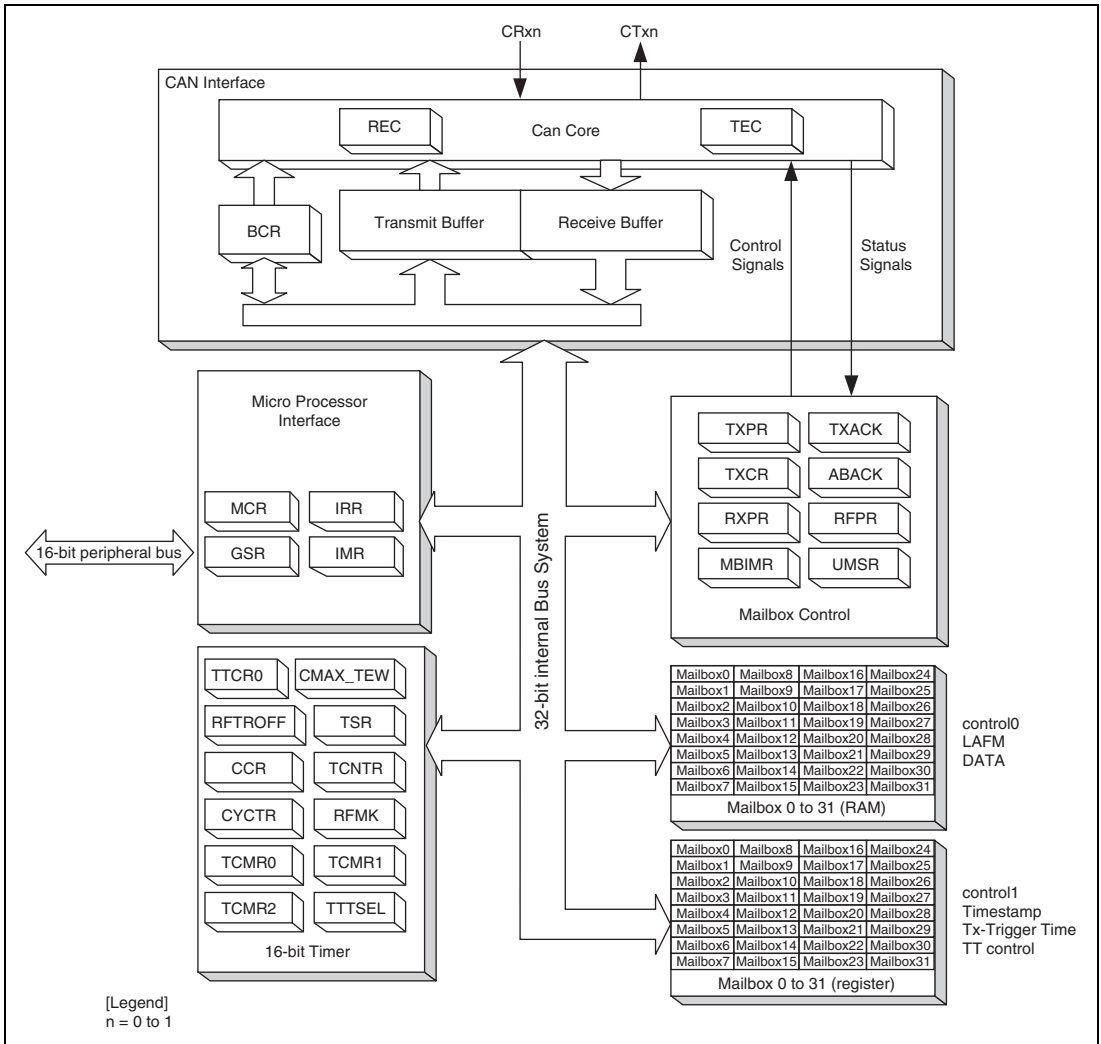 CRxn CTxn
CAN Interface
REC Can Core TEC
BCR
Transmit Buffer Receive Buffer
Control
Signals
Status
Signals
Micro Processor
Interface
MCR IRR
GSR IMR
16-bit peripheral bus
32-bit internal Bus System
TXPR TXACK
TXCR ABACK
RXPR RFPR
MBIMR UMSR
Mailbox Control
TTCR0 CMAX_TEW
RFTROFF TSR
CCR TCNTR
CYCTR RFMK
TCMR0 TCMR1
TCMR2 TTTSEL
16-bit Timer
Mailbox0 Mailbox8 Mailbox16 Mailbox24
Mailbox1 Mailbox9 Mailbox17 Mailbox25
Mailbox2 Mailbox10 Mailbox18 Mailbox26
Mailbox3 Mailbox11 Mailbox19 Mailbox27
Mailbox4 Mailbox12 Mailbox20 Mailbox28
Mailbox5 Mailbox13 Mailbox21 Mailbox29
Mailbox6 Mailbox14 Mailbox22 Mailbox30
Mailbox7 Mailbox15 Mailbox23 Mailbox31
Mailbox 0 to 31 (RAM)
control0
LAFM
DATA
Mailbox0 Mailbox8 Mailbox16 Mailbox24
Mailbox1 Mailbox9 Mailbox17 Mailbox25
Mailbox2 Mailbox10 Mailbox18 Mailbox26
Mailbox3 Mailbox11 Mailbox19 Mailbox27
Mailbox4 Mailbox12 Mailbox20 Mailbox28
Mailbox5 Mailbox13 Mailbox21 Mailbox29
Mailbox6 Mailbox14 Mailbox22 Mailbox30
Mailbox7 Mailbox15 Mailbox23 Mailbox31
Mailbox 0 to 31 (register)
control1
Timestamp
Tx-Trigger Time
TT control
[Legend]
n = 0 to 1